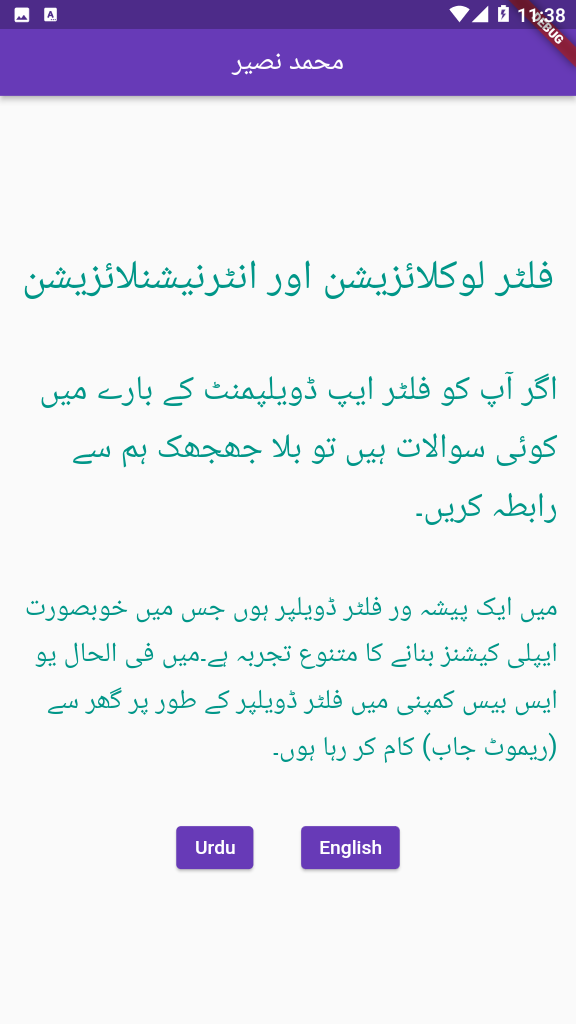 11:38
DEBUG
محمد نصیر
فلٹر لوکلائزیشن اور انٹرنیشنلائزیشن
اگر آپ کو فلٹر ایپ ڈویلپمنٹ کے بارے میں
کوئی سوالات ہیں تو بلا جھجھک ہم سے
رابطہ کریں۔
میں ایک پیشہ ور فلٹر ڈویلپر ہوں جس میں خوبصورت
ایپلی کیشنز بنانے کا متنوع تجربہ ہے۔میں فی الحال یو
ایس بیس کمپنی میں فلٹر ڈویلپر کے طور پر گھر سے
(ریموٹ جاب) کام کر رہا ہوں۔
Urdu English